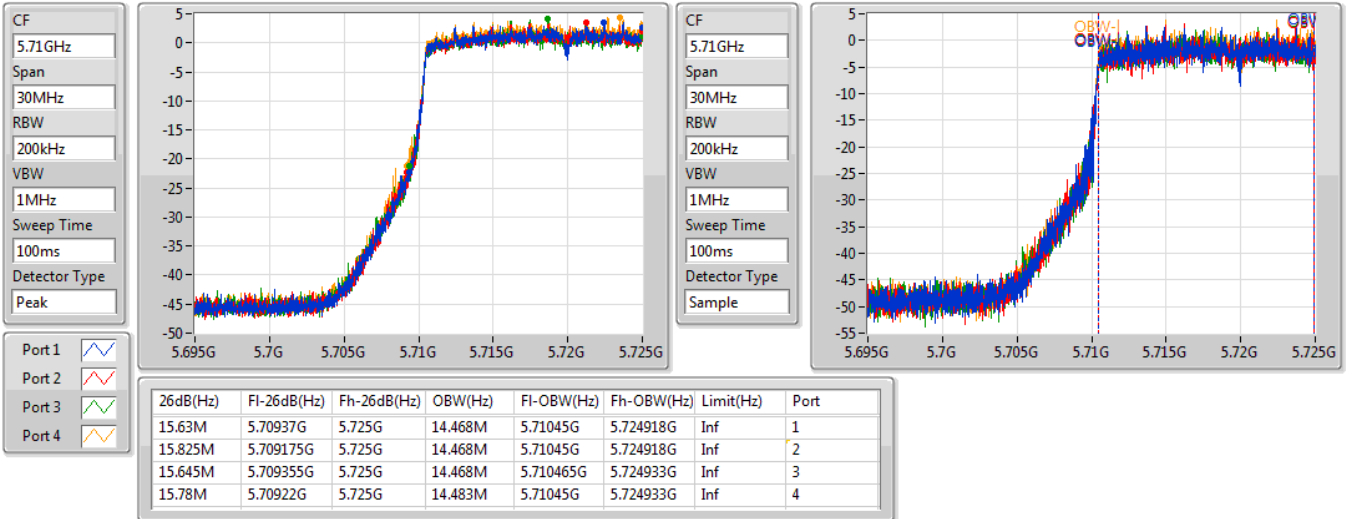 CF
5.71GHz
Span
30MHz
RBW
200kHz
VBW
1MHz
Sweep Time
100ms
Detector Type
Peak
5
0
-5
-10
-15
-20
-25
-30
-35
-40
-45
-50
5.695G 5.7G 5.705G 5.71G 5.715G 5.72G 5.725G
CF
5.71GHz
Span
30MHz
RBW
200kHz
VBW
1MHz
Sweep Time
100ms
Detector Type
Sample
5
0
-5
-10
-15
-20
-25
-30
-35
-40
-45
-50
-55
5.695G 5.7G 5.705G 5.71G 5.715G 5.72G 5.725G
Port 1
Port 2
Port 3
Port 4
26dB(Hz) Fl-26dB(Hz) Fh-26dB(Hz) OBW(Hz) Fl-OBW(Hz) Fh-OBW(Hz) Limit(Hz) Port
15.63M 5.70937G 5.725G 14.468M 5.71045G 5.724918G Inf 1
15.825M 5.709175G 5.725G 14.468M 5.71045G 5.724918G Inf 2
15.645M 5.709355G 5.725G 14.468M 5.710465G 5.724933G Inf 3
15.78M 5.70922G 5.725G 14.483M 5.71045G 5.724933G Inf 4